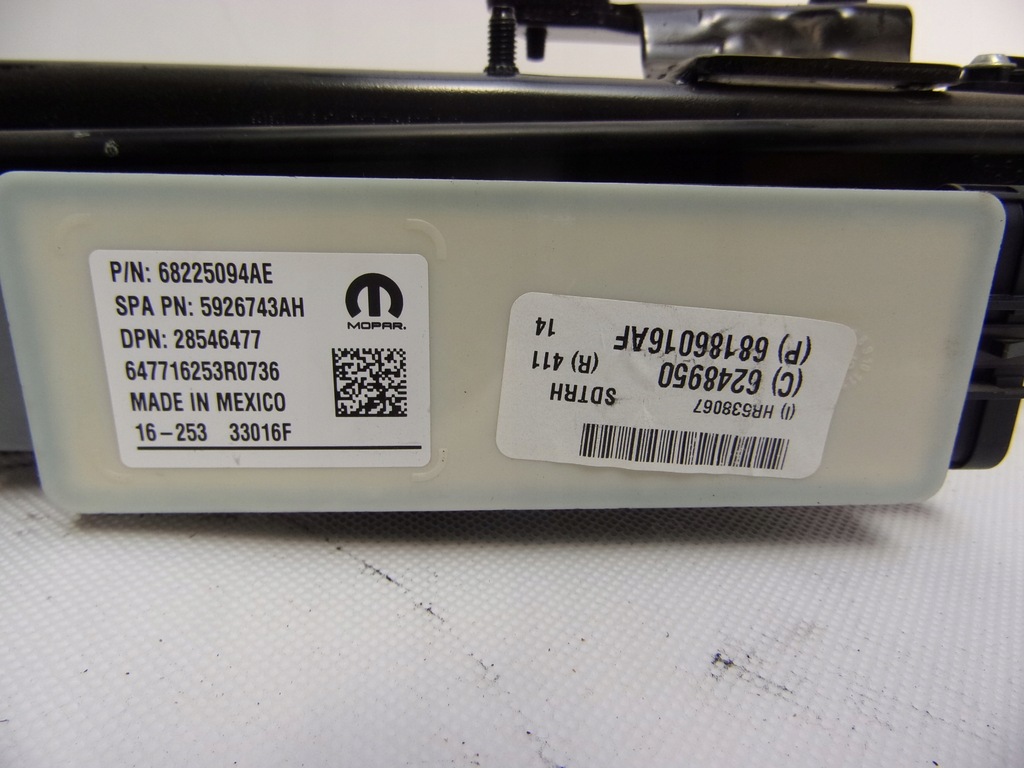 P/N: 68225094AE
SPA PN: 5926743AH
DPN: 28546477
647716253R0736
MADE IN MEXICO
16-253 33016F
MOPAR.
(I) HR538067
(C) 6248950
SDTRH
(P) 68186016AF
(R) 411
14